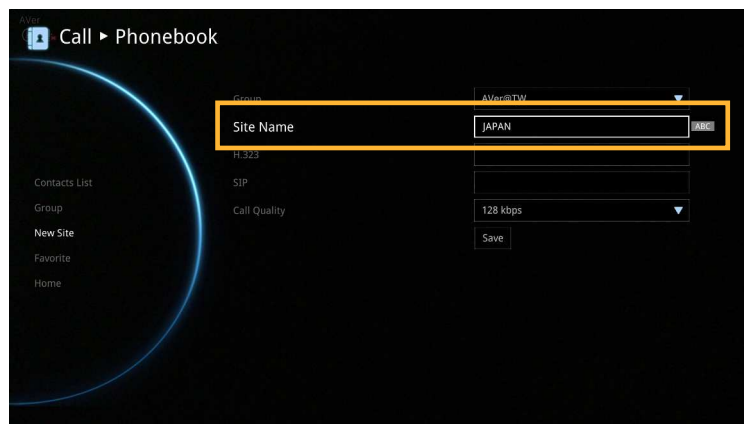 AVer
Call ► Phonebook
Group
AVer@TW
Site Name
JAPAN
ABC
H.323
SIP
Call Quality
128 kbps
Save
Contacts List
Group
New Site
Favorite
Home